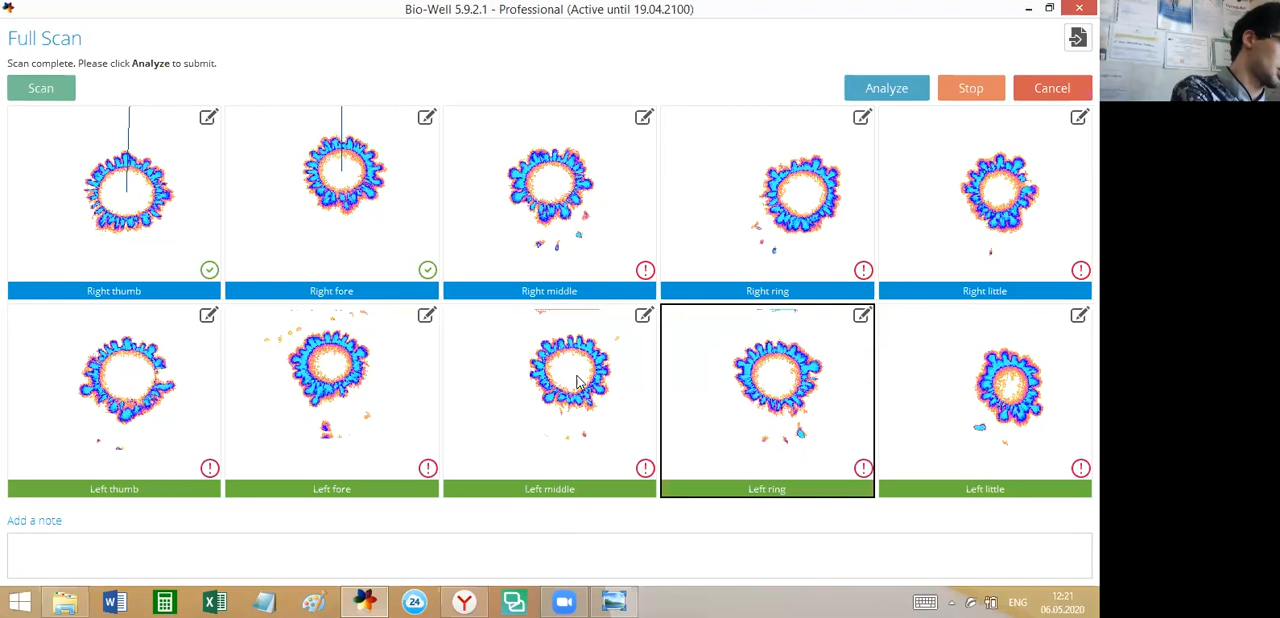 Bio-Well 5.9.2.1 - Professional (Active until 19.04.2100)
Full Scan
Scan complete. Please click Analyze to submit.
Scan
Analyze
Stop
Cancel
Right thumb
Right fore
Right middle
Right ring
Right little
Left thumb
Left fore
Left middle
Left ring
Left little
Add a note
24
ENG
12:21
06.05.2020